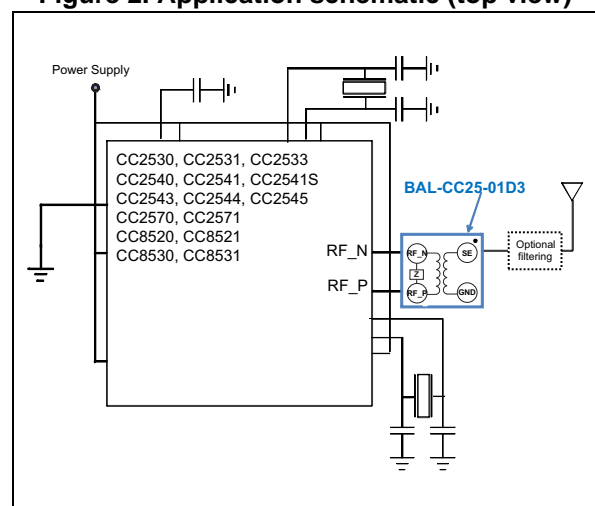 Figure 2. Application schematic (top view)
Power Supply
CC2530, CC2531, CC2533
CC2540, CC2541, CC2541S
CC2543, CC2544, CC2545
CC2570, CC2571
CC8520, CC8521
CC8530, CC8531
BAL-CC25-01D3
RF_N
RF_P
RF_N
SE
Z
RF_P
GND
Optional
filtering